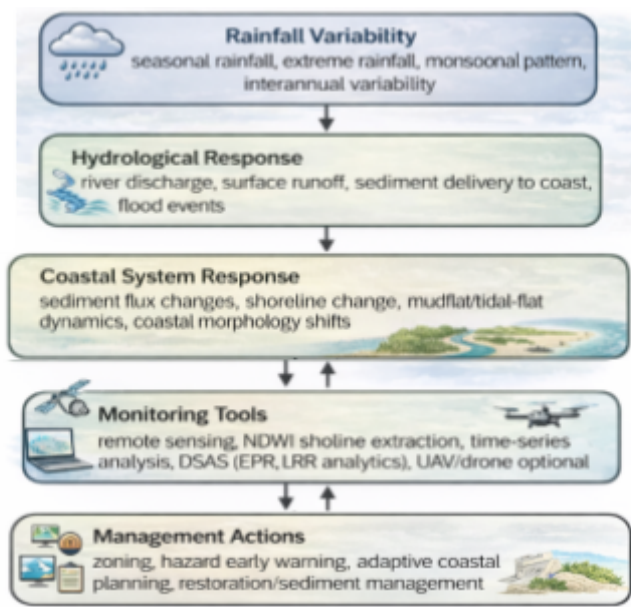 Rainfall Variability
seasonal rainfall, extreme rainfall, monsoonal pattern,
interannual variability
Hydrological Response
river discharge, surface runoff, sediment delivery to coast,
flood events
Coastal System Response
sediment flux changes, shoreline change, mudflat/tidal-flat
dynamics, coastal morphology shifts
Monitoring Tools
remote sensing, NDWI sholine extraction, time-series
analysis, DSAS (EPR, LRR analytics), UAV/drone optional
Management Actions
zoning, hazard early warning, adaptive coastal
planning, restoration/sediment management